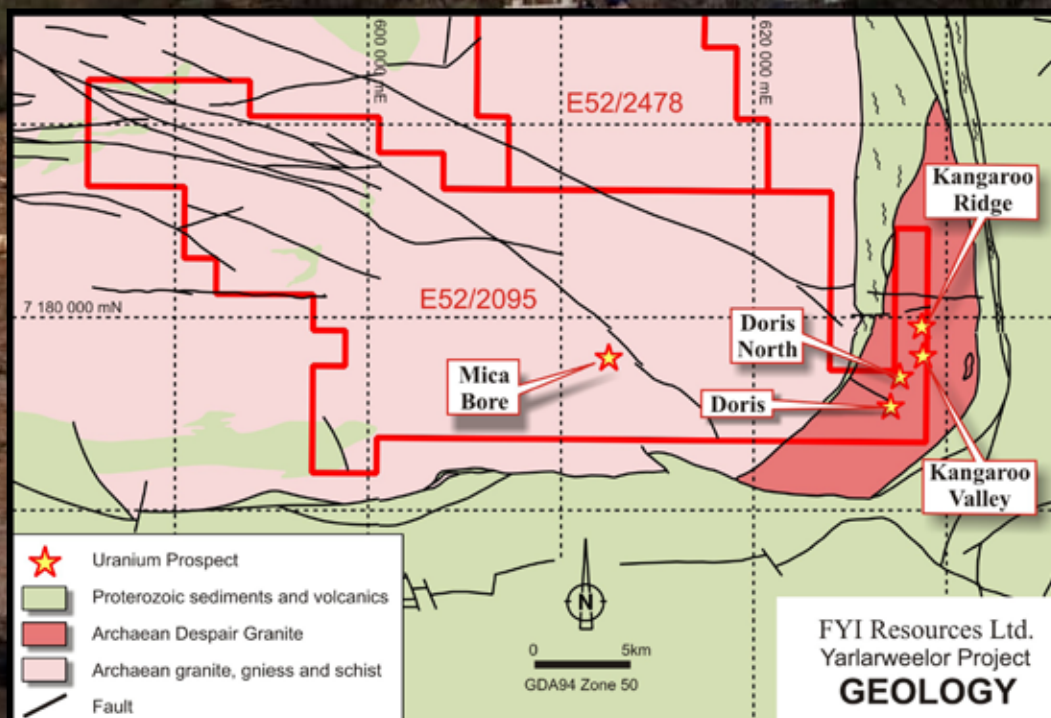 600 000 mE
620 000 mE
E52/2478
Kangaroo
Ridge
E52/2095
7 180 000 mN
Doris
North
Mica
Bore
Doris
Kangaroo
Valley
Uranium Prospect
Proterozoic sediments and volcanics
Archaean Despair Granite
Archaean granite, gniess and schist
Fault
N
0 5km
GDA94 Zone 50
FYI Resources Ltd.
Yarlarweelor Project
GEOLOGY